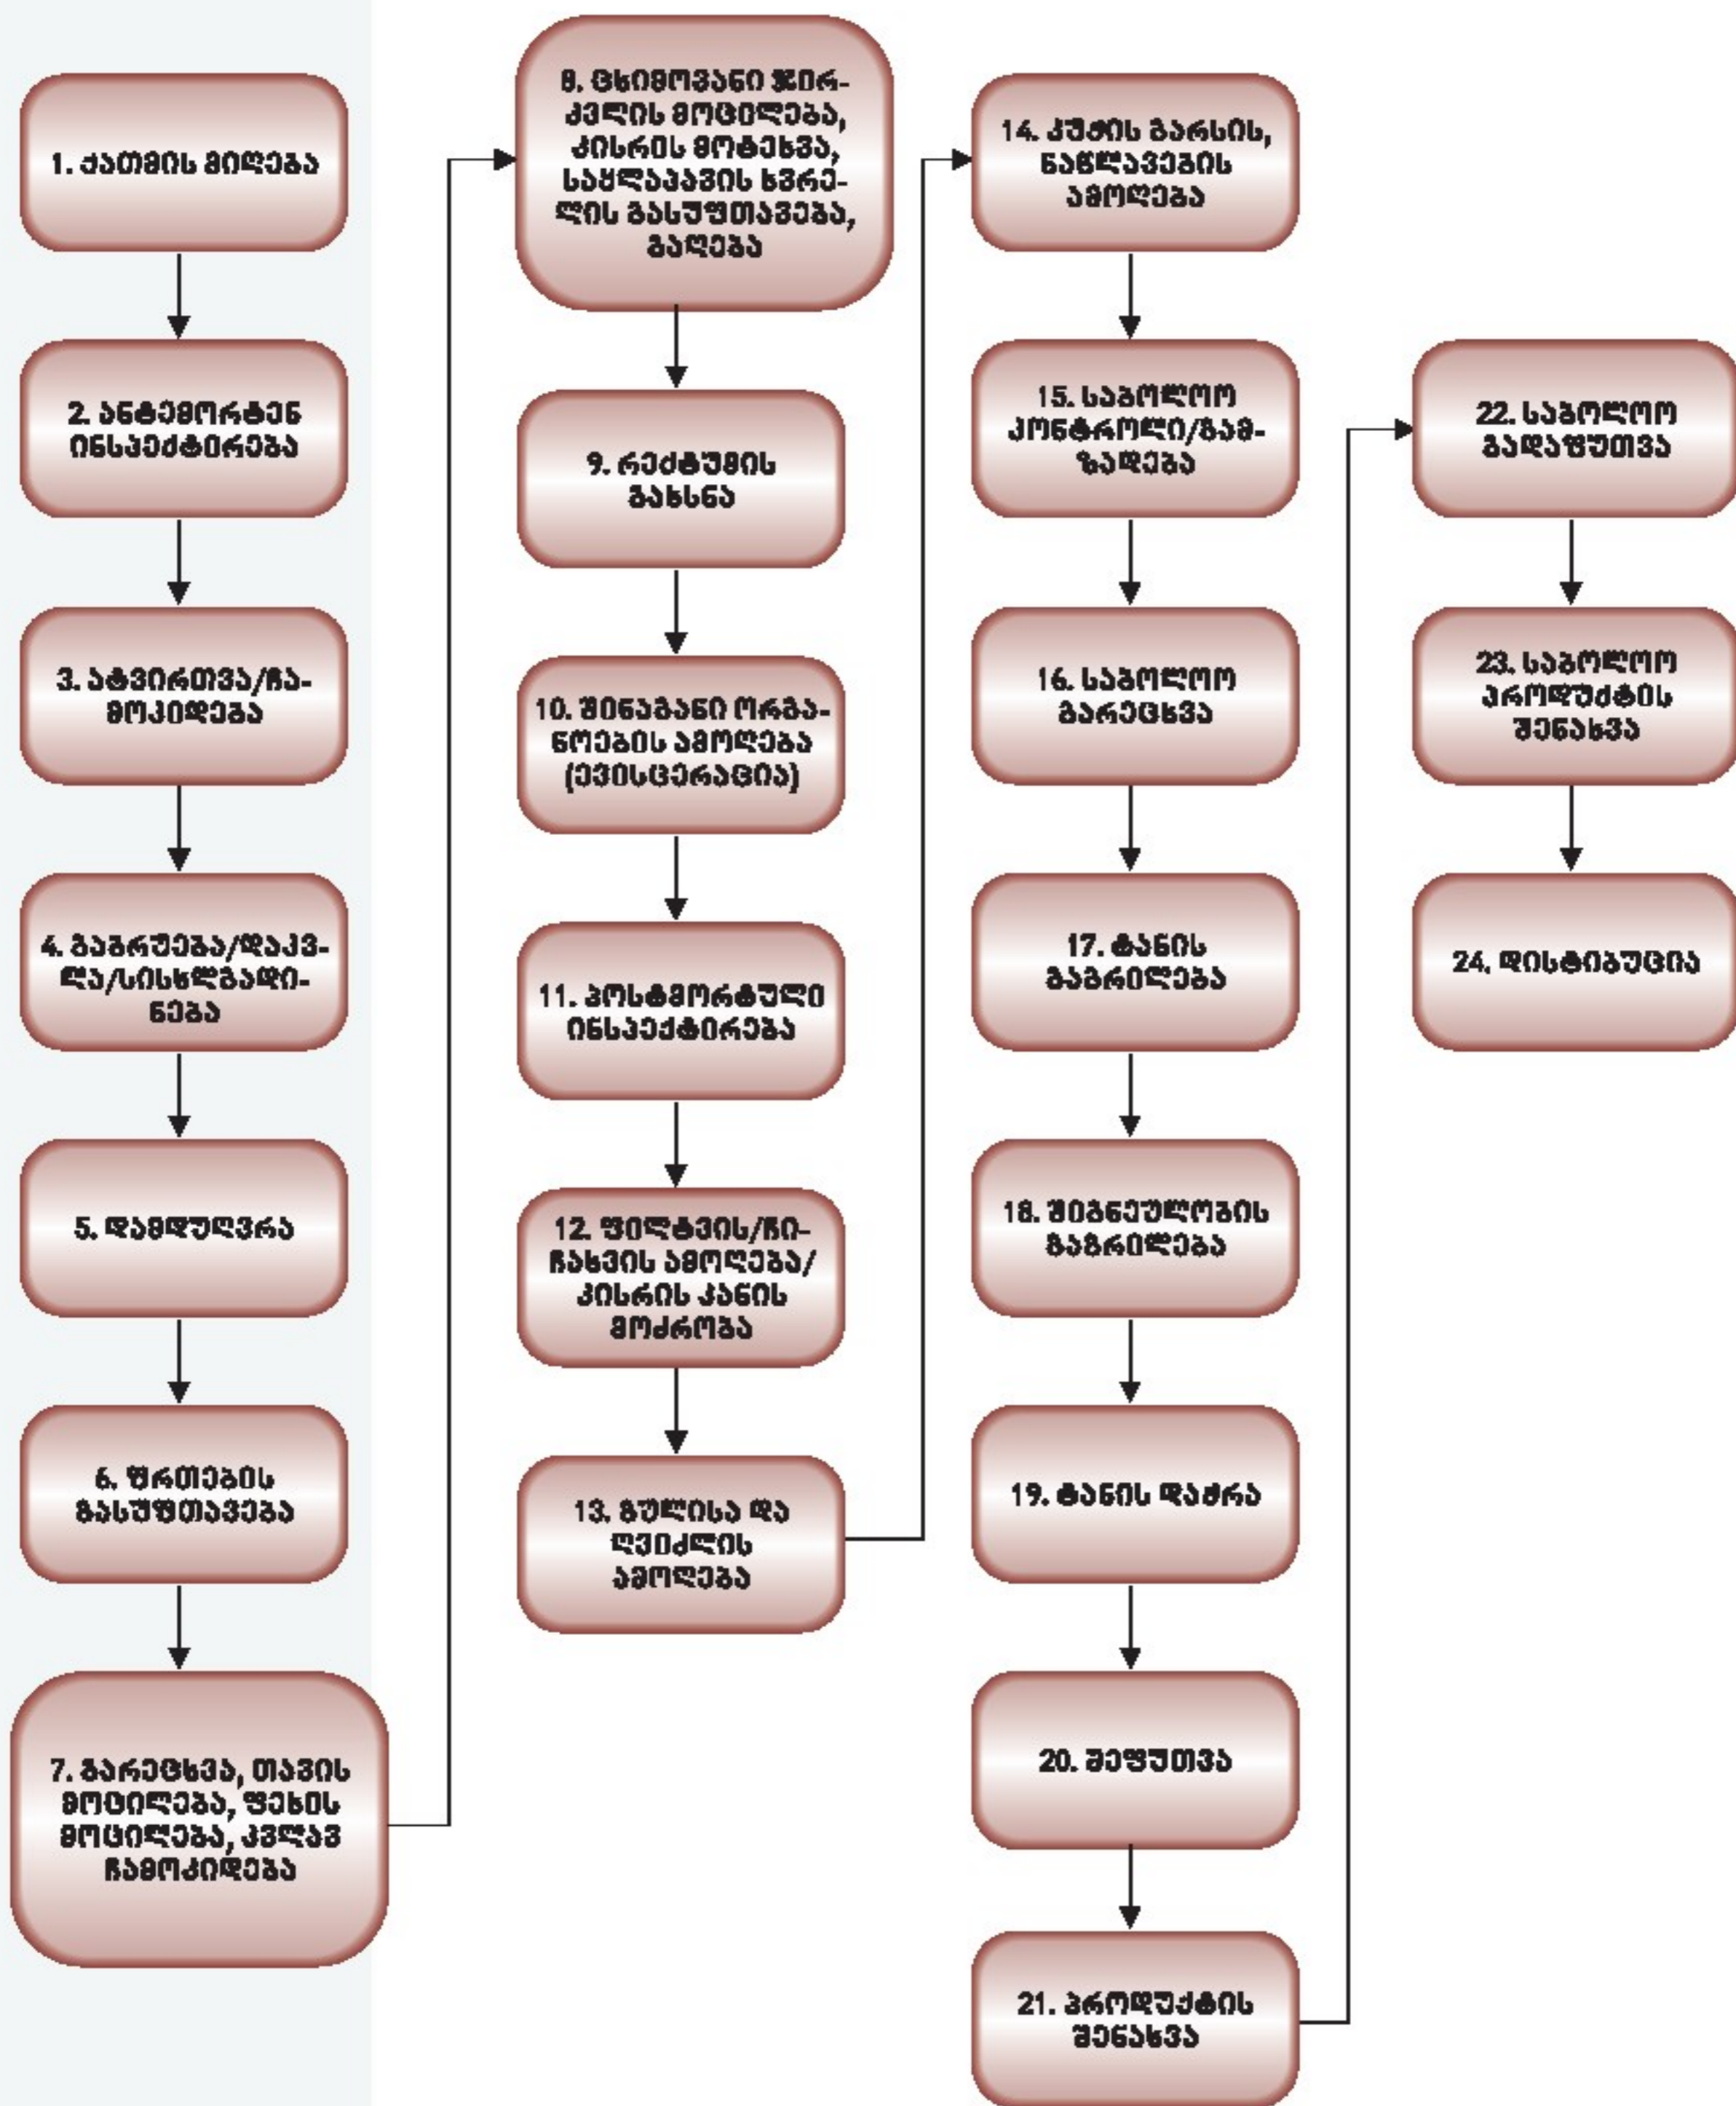 1. ქათმის მიღება
2. ანტემორტენ
ინსპექტირება
3. ატვირთვა/ჩა-
მოკიდება
4. გაბრუება/დაკვ-
ლა/სისხლგადი-
ნება
5. დამდუღვრა
6. ფრთების
გასუფთავება
7. გარეცხვა, თავის
მოცილება, ფეხის
მოცილება, კვლავ
ჩამოკიდება
8. ცხიმოვანი ჯირ-
კვლის მოცილება,
კისრის მოტეხვა,
საყლაპავის ხვრე-
ლის გასუფთავება,
გაღება
9. რექტუმის
გახსნა
10. შინაგანი ორგა-
ნოების ამოღება
(ევისცერაცია)
11. პოსტმორტული
ინსპექტირება
12. ფილტვის/ჩი-
ჩახვის ამოღება/
კისრის კანის
მოძრობა
13. გულისა და
ღვიძლის
ამოღება
14. კუჭის გარსის,
ნაწლავების
ამოღება
15. საბოლოო
კონტროლი/გამ-
ზადება
16. საბოლოო
გარეცხვა
17. ტანის
გაგრილება
18. შიგნეულობის
გაგრილება
19. ტანის დაჭრა
20. შეფუთვა
21. პროდუქტის
შენახვა
22. საბოლოო
გადაფუთვა
23. საბოლოო
პროდუქტის
შენახვა
24. დისტიბუცია